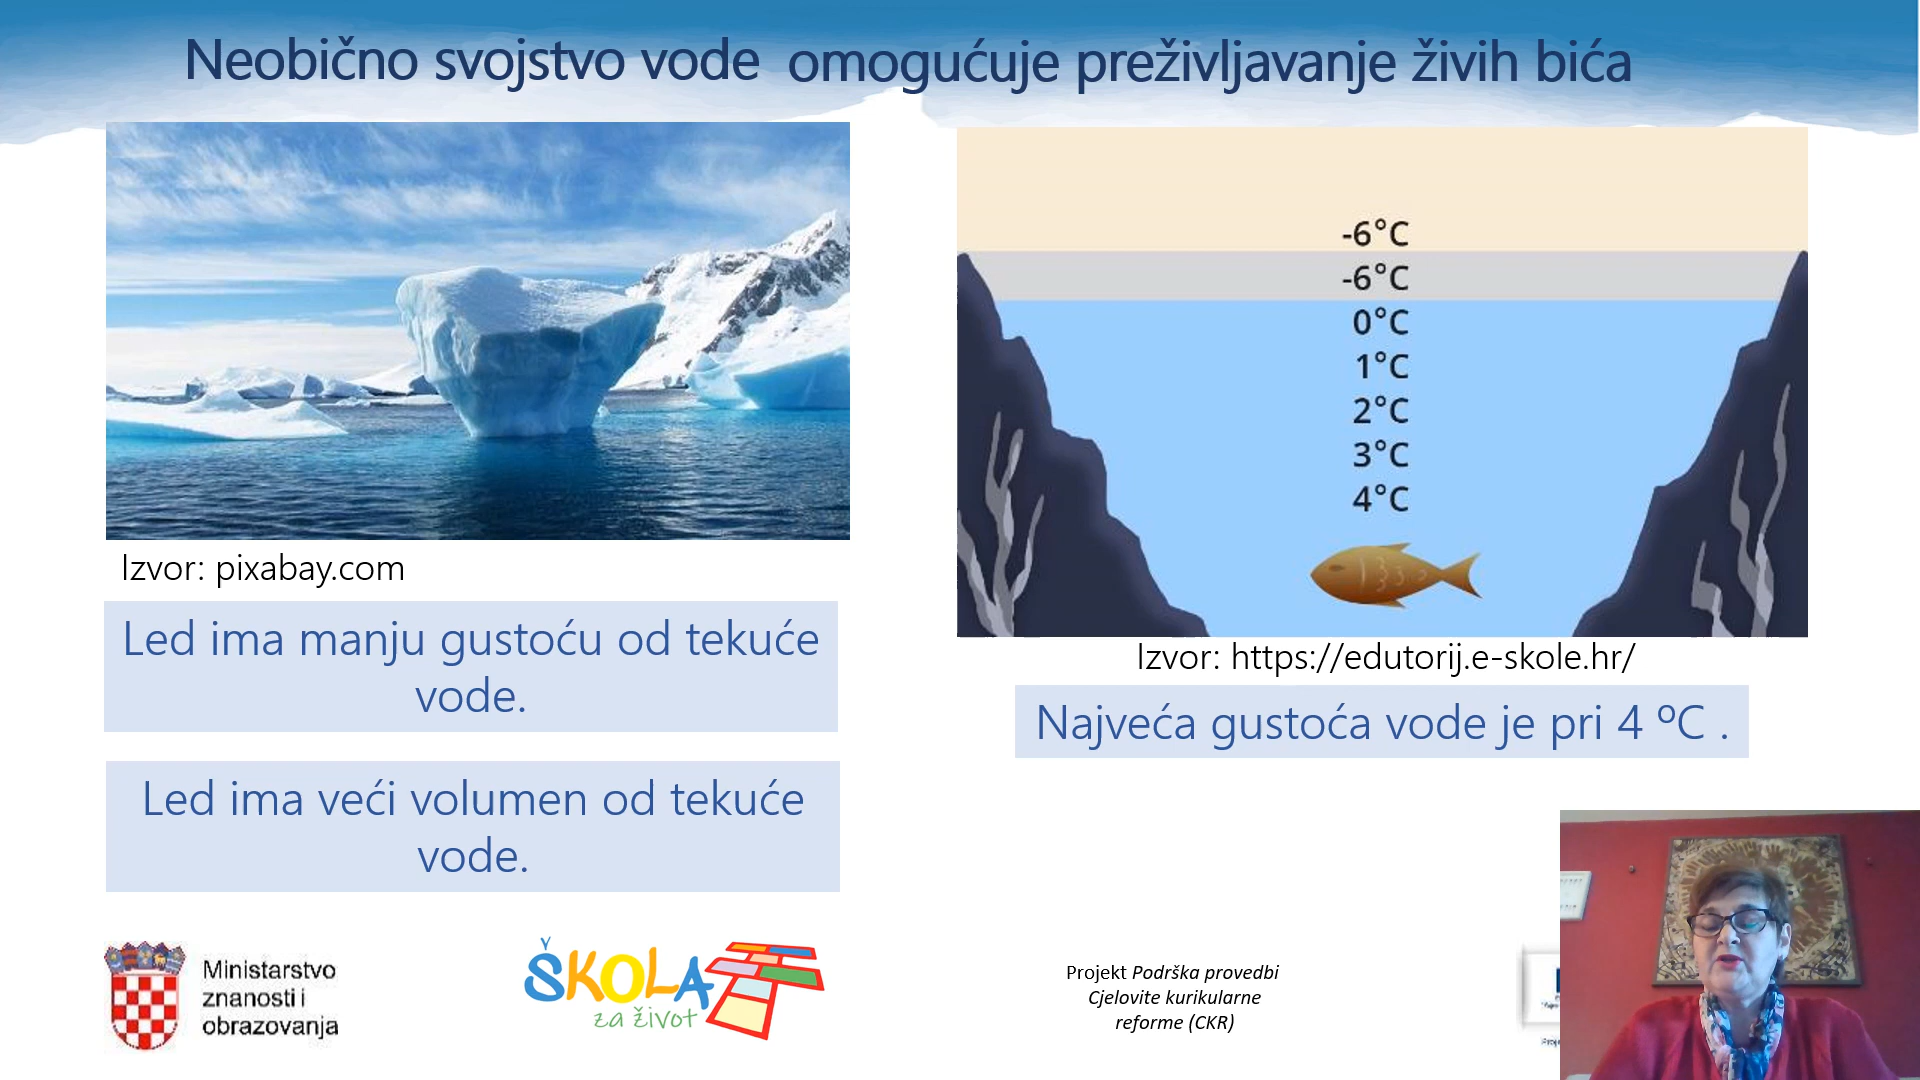 Neobično svojstvo vode omogućuje preživljavanje živih bića
Izvor: pixabay.com
Led ima manju gustoću od tekuće
vode.
Led ima veći volumen od tekuće
vode.
-6°C
-6°C
0°C
1°C
2°C
3°C
4°C
Izvor: https://edutorij.e-skole.hr/
Najveća gustoća vode je pri 4 ºC .
Ministarstvo
znanosti i
obrazovanja
ŠKOLA
za život
Projekt Podrška provedbi
Cjelovite kurikularne
reforme (CKR)